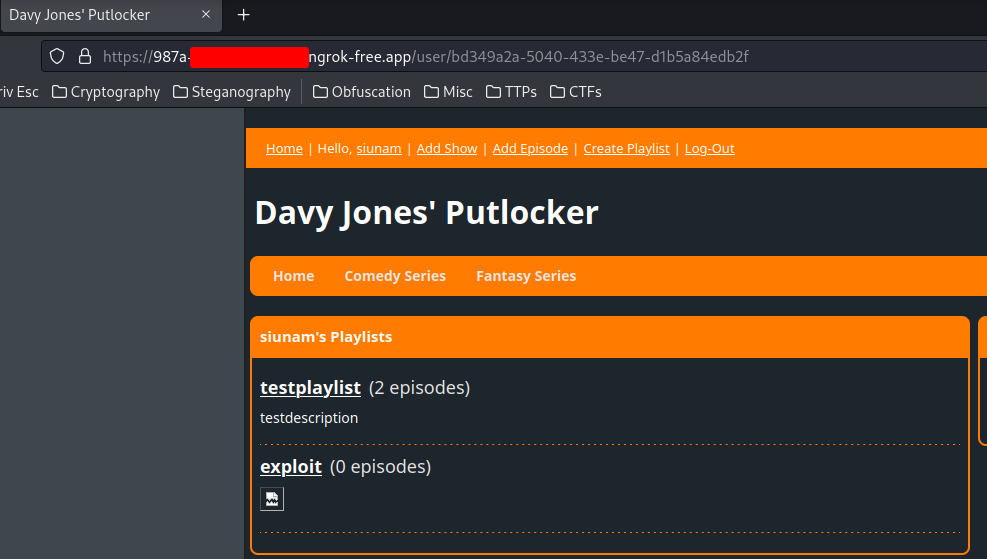 Davy Jones' Putlocker
https://987a-ngrok-free.app/user/bd349a2a-5040-433e-be47-d1b5a84edb2f
riv Esc Cryptography Steganography Obfuscation Misc TTPs CTFs
Home | Hello, siunam | Add Show | Add Episode | Create Playlist | Log-Out
Davy Jones' Putlocker
Home Comedy Series Fantasy Series
siunam's Playlists
testplaylist (2 episodes)
testdescription
exploit (0 episodes)